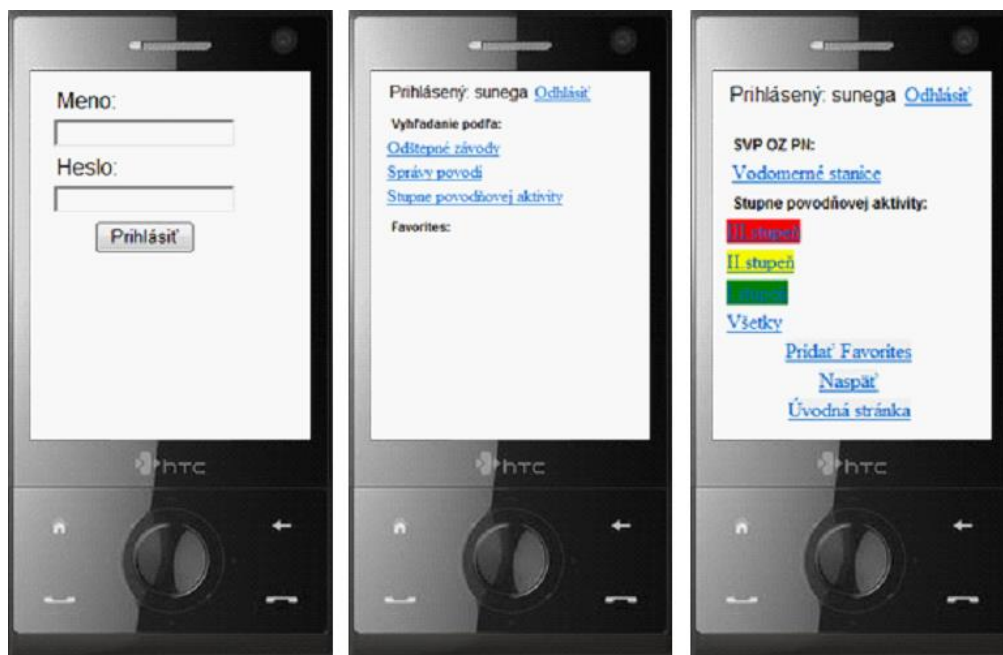 Meno:
Heslo:
Prihlásiť
hTC
Prihlásený: sunega Odhlásiť
Vyhľadanie podľa:
Odštepné závody
Správy povodí
Stupne povodňovej aktivity
Favorites:
hTC
Prihlásený: sunega Odhlásiť
SVP OZ PN:
Vodomerné stanice
Stupne povodňovej aktivity:
III.stupeň
II.stupeň
I.stupeň
Všetky
Pridať Favorites
Naspäť
Úvodná stránka
hTC